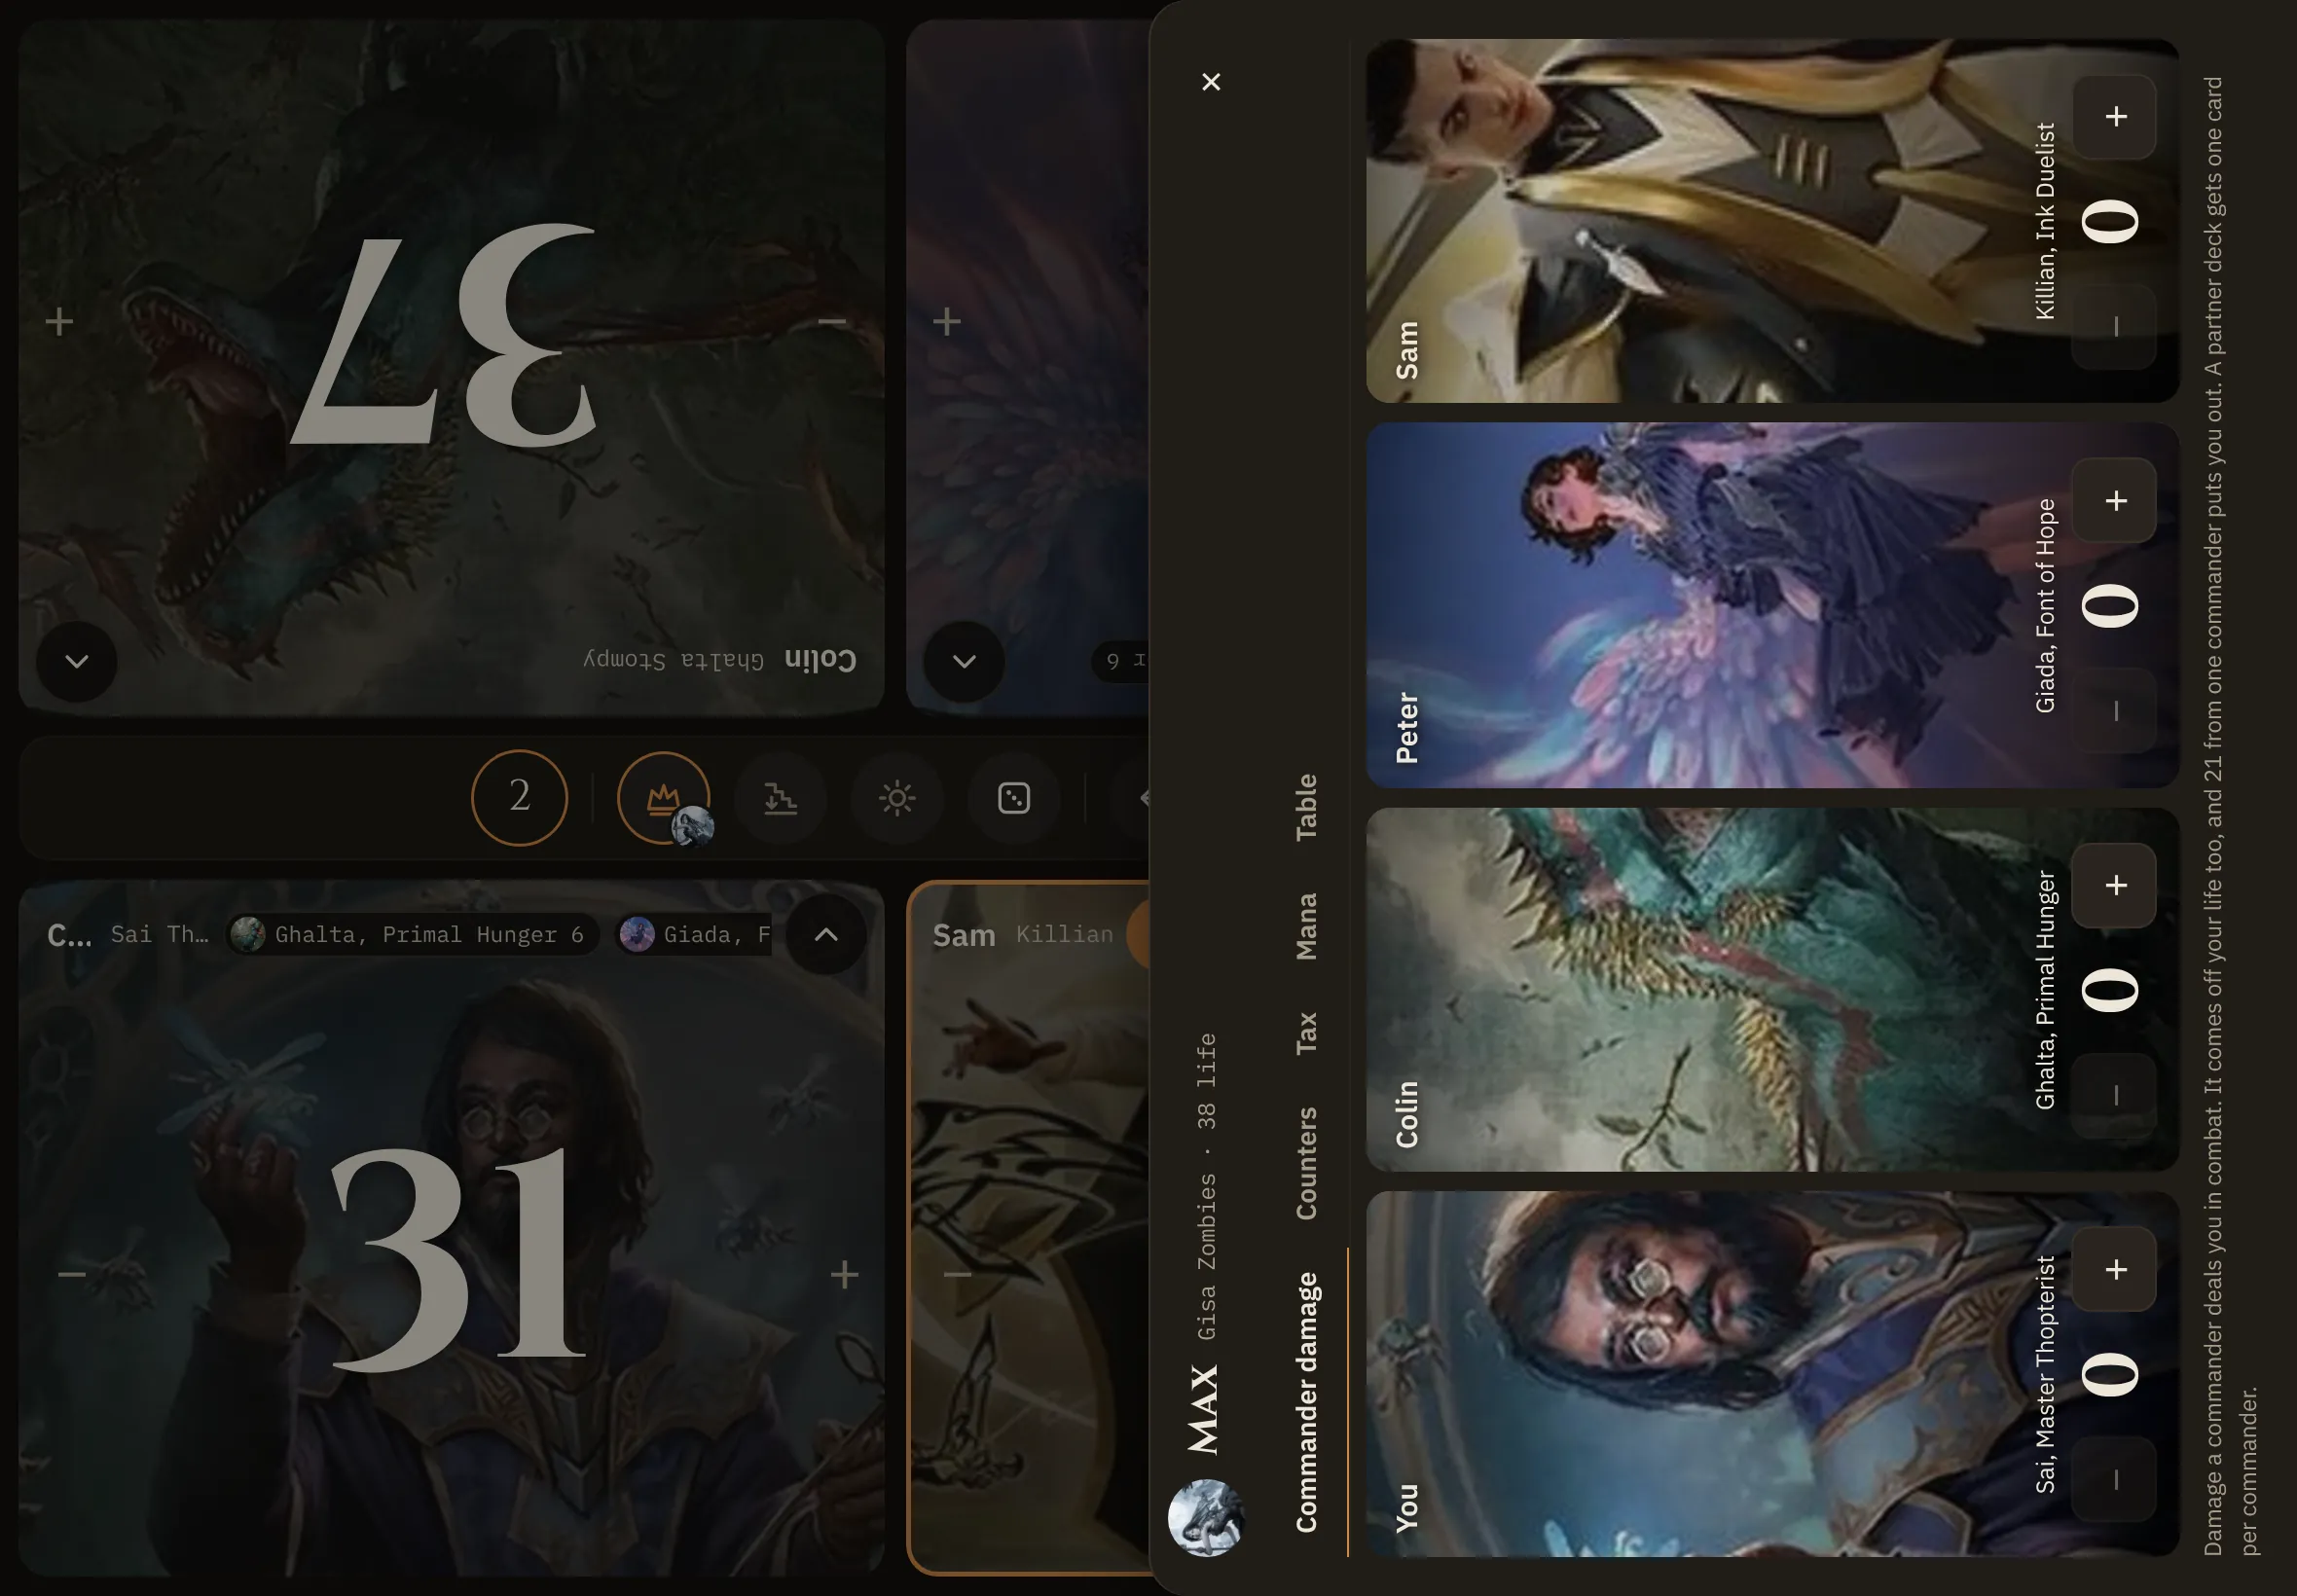 37
Colin Ghalta Stompy
r 6
2
C... Sai Th... Ghalta, Primal Hunger 6 Giada, F
31
Sam Killian
MAX Gisa Zombies · 38 life
Commander damage Counters Tax Mana Table
You
Sai, Master Thopterist
0
Colin
Ghalta, Primal Hunger
0
Peter
Giada, Font of Hope
0
Sam
Killian, Ink Duelist
0
Damage a commander deals you in combat. It comes off your life too, and 21 from one commander puts you out. A partner deck gets one card
per commander.